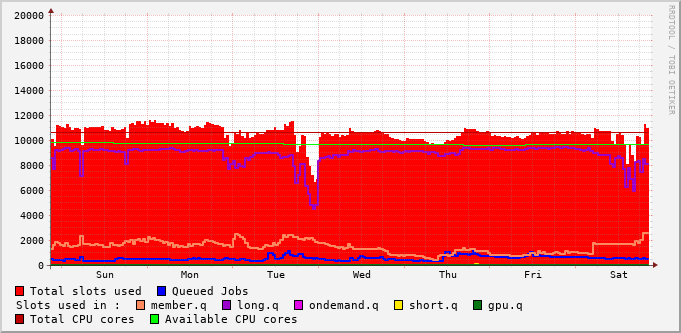 20000
18000
16000
14000
12000
10000
8000
6000
4000
2000
0
Sun Mon Tue Wed Thu Fri Sat
Total slots used Queued Jobs
Slots used in : member.q long.q ondemand.q short.q gpu.q
Total CPU cores Available CPU cores
RRDTOOL / TOBI OETIKER